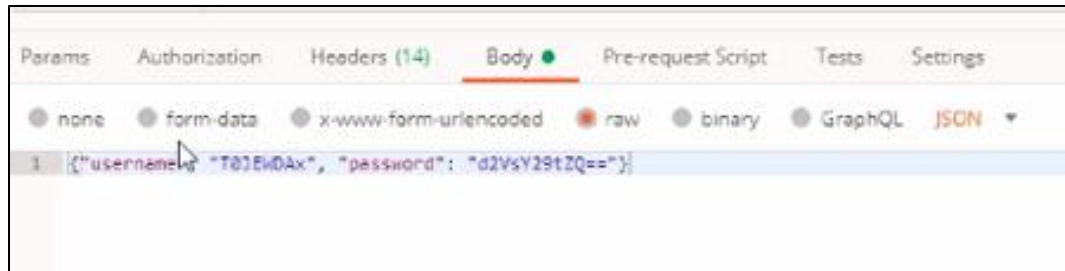 Params Authorization Headers (14) Body Pre-request Script Tests Settings
none form-data x-www-form-urlencoded raw binary GraphQL JSON
1 {"username": "T0JEWDAx", "password": "d2VsY29tZQ=="}